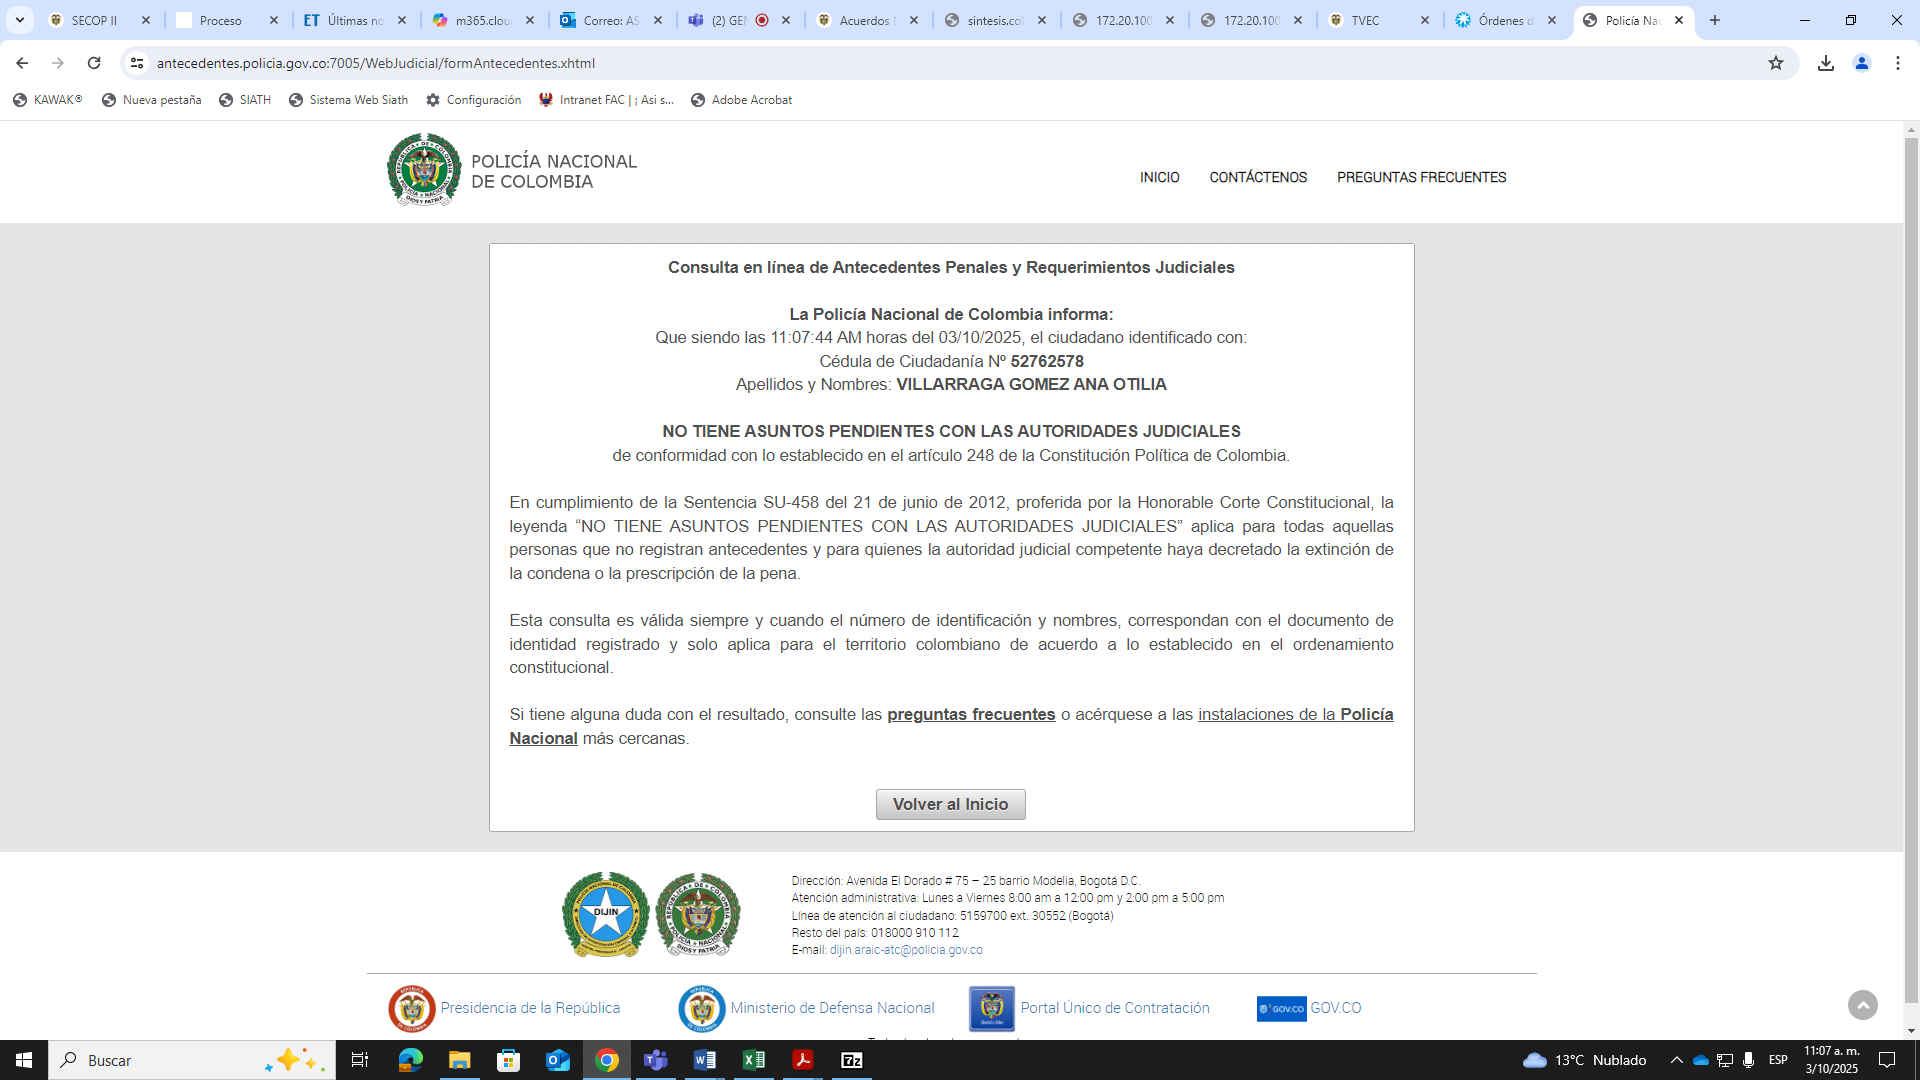 SECOP II
Proceso
ET Últimas no
m365.clou
Correo: AS
(2) GEN
Acuerdos
sintesis.co
172.20.100
172.20.100
TVEC
Órdenes d
Policía Nac
antecedentes.policia.gov.co:7005/WebJudicial/formAntecedentes.xhtml
KAWAK®
Nueva pestaña
SIATH
Sistema Web Siath
Configuración
Intranet FAC | ¡ Asi s...
Adobe Acrobat
POLICÍA NACIONAL
DE COLOMBIA
INICIO
CONTÁCTENOS
PREGUNTAS FRECUENTES
Consulta en línea de Antecedentes Penales y Requerimientos Judiciales
La Policía Nacional de Colombia informa:
Que siendo las 11:07:44 AM horas del 03/10/2025, el ciudadano identificado con:
Cédula de Ciudadanía Nº 52762578
Apellidos y Nombres: VILLARRAGA GOMEZ ANA OTILIA
NO TIENE ASUNTOS PENDIENTES CON LAS AUTORIDADES JUDICIALES
de conformidad con lo establecido en el artículo 248 de la Constitución Política de Colombia.
En cumplimiento de la Sentencia SU-458 del 21 de junio de 2012, proferida por la Honorable Corte Constitucional, la
leyenda “NO TIENE ASUNTOS PENDIENTES CON LAS AUTORIDADES JUDICIALES” aplica para todas aquellas
personas que no registran antecedentes y para quienes la autoridad judicial competente haya decretado la extinción de
la condena o la prescripción de la pena.
Esta consulta es válida siempre y cuando el número de identificación y nombres, correspondan con el documento de
identidad registrado y solo aplica para el territorio colombiano de acuerdo a lo establecido en el ordenamiento
constitucional.
Si tiene alguna duda con el resultado, consulte las preguntas frecuentes o acérquese a las instalaciones de la Policía
Nacional más cercanas.
Volver al Inicio
DIJIN
Dirección: Avenida El Dorado # 75 – 25 barrio Modelia, Bogotá D.C.
Atención administrativa: Lunes a Viernes 8:00 am a 12:00 pm y 2:00 pm a 5:00 pm
Línea de atención al ciudadano: 5159700 ext. 30552 (Bogotá)
Resto del país: 018000 910 112
E-mail: dijin.araic-atc@policia.gov.co
Presidencia de la República
Ministerio de Defensa Nacional
Portal Único de Contratación
GOV.CO
GOV.CO
Buscar
13°C Nublado
ESP
11:07 a. m.
3/10/2025